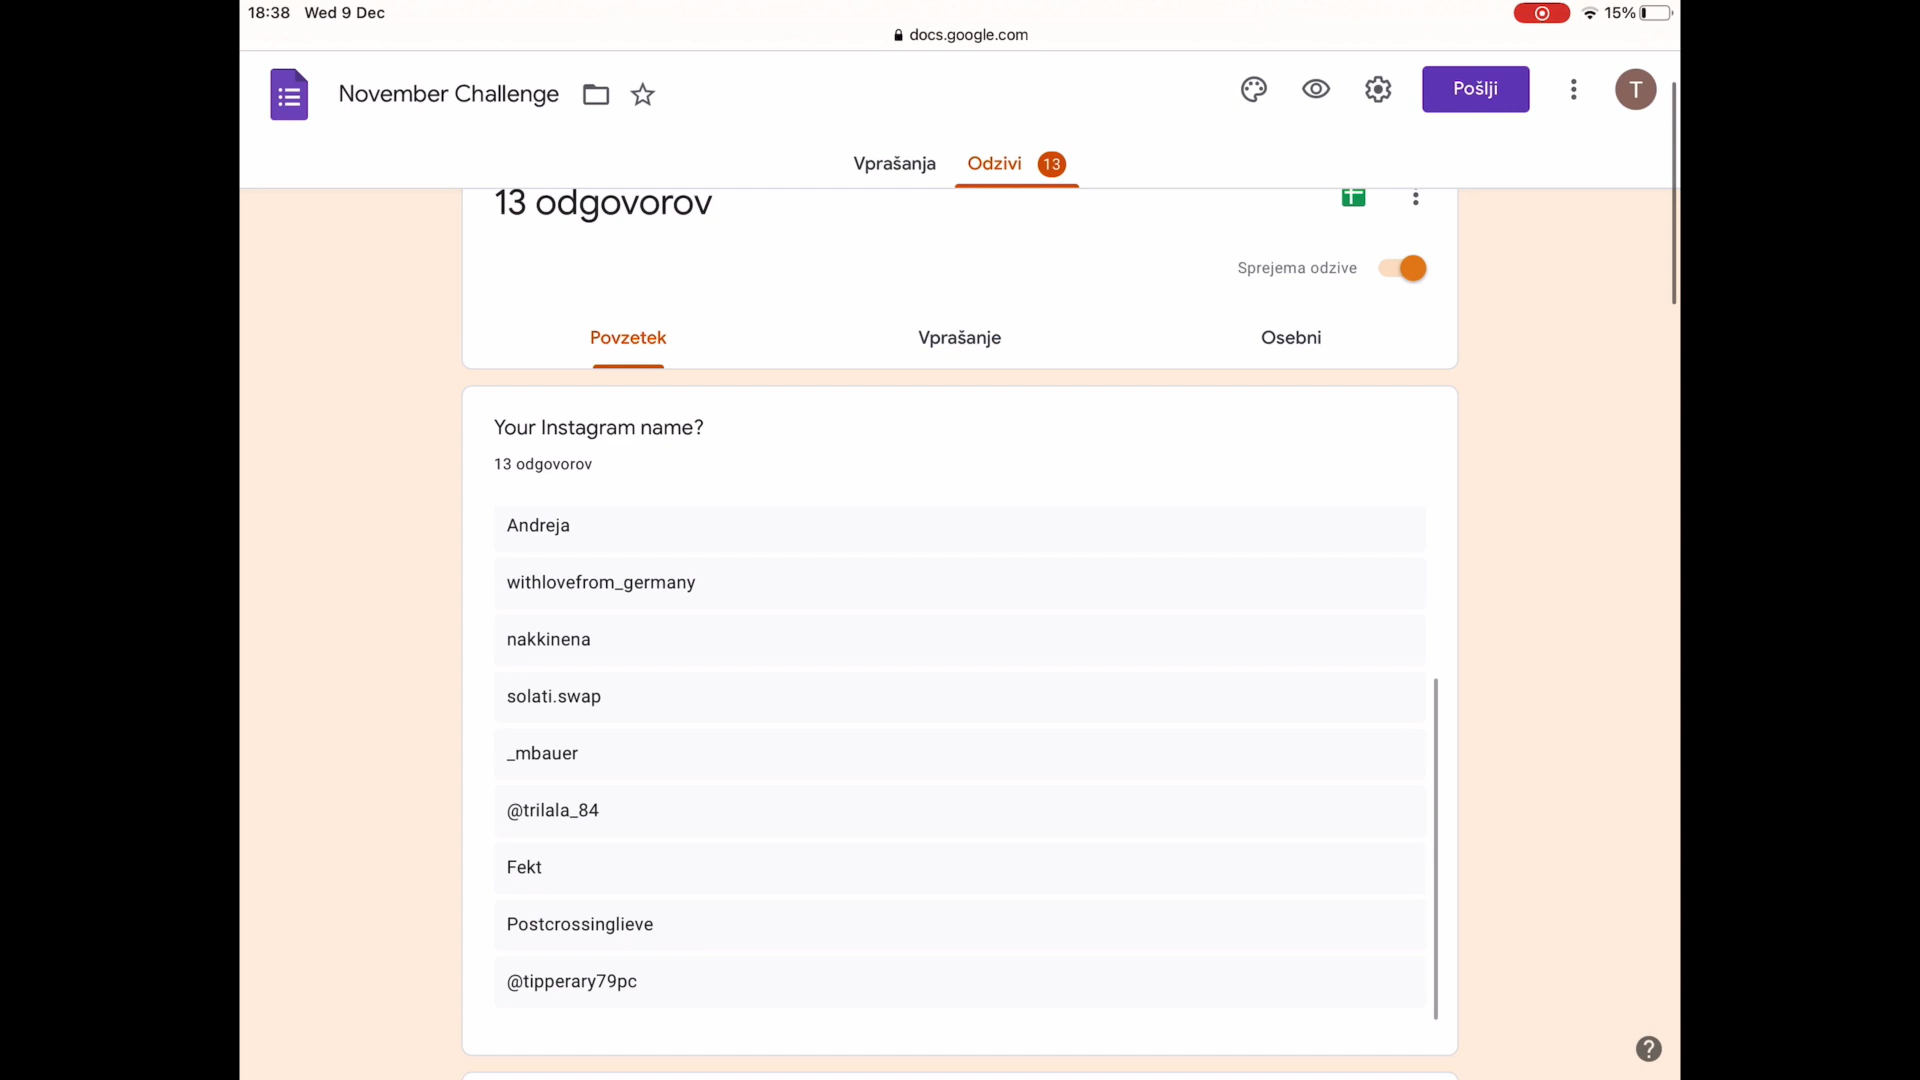 18:38 Wed 9 Dec
15%
docs.google.com
November Challenge
Pošlji
T
Vprašanja
Odzivi 13
13 odgovorov
Sprejema odzive
Povzetek
Vprašanje
Osebni
Your Instagram name?
13 odgovorov
Andreja
withlovefrom_germany
nakkinena
solati.swap
_mbauer
@trilala_84
Fekt
Postcrossinglieve
@tipperary79pc